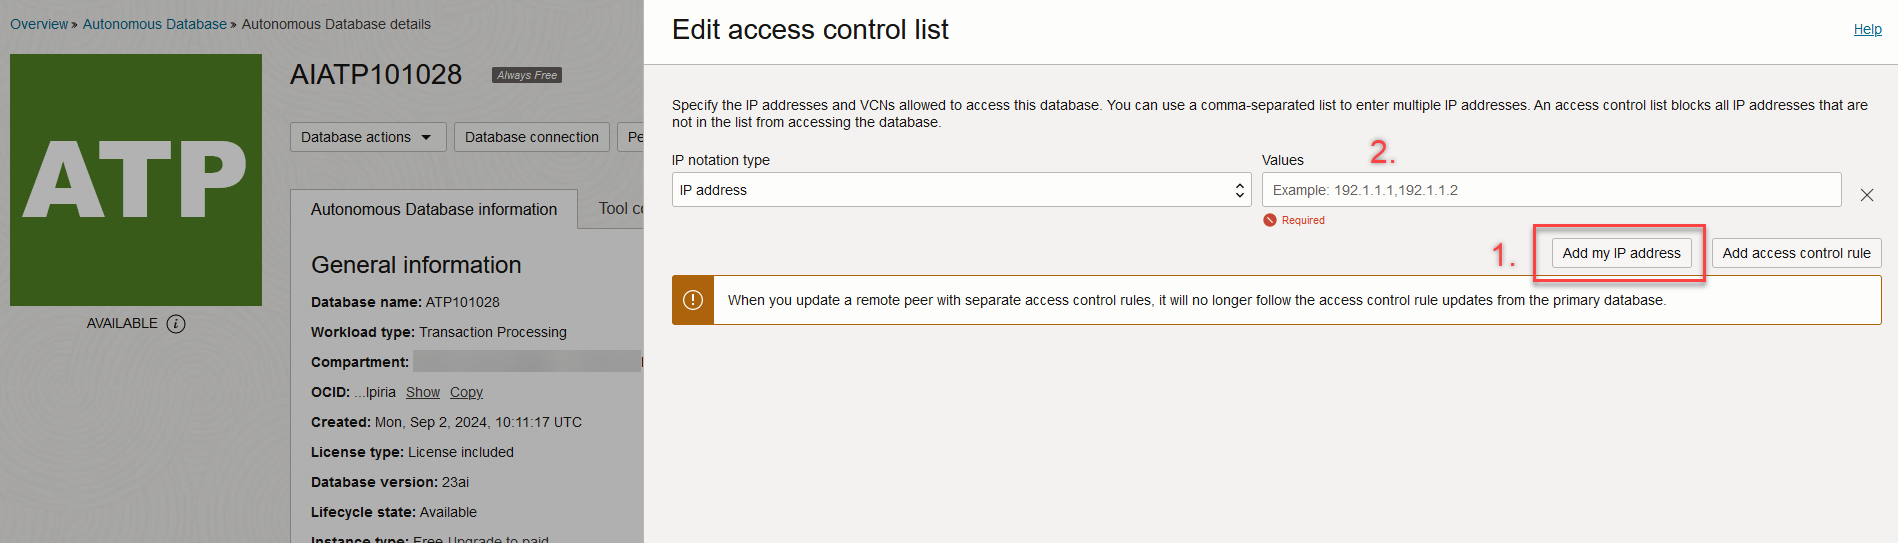 Overview » Autonomous Database » Autonomous Database details
ATP
AVAILABLE
AIATP101028 Always Free
Database actions Database connection Pe
Autonomous Database information Tool c
General information
Database name: ATP101028
Workload type: Transaction Processing
Compartment:
OCID: ...lpiria Show Copy
Created: Mon, Sep 2, 2024, 10:11:17 UTC
License type: License included
Database version: 23ai
Lifecycle state: Available
Instance type: Free Upgrade to paid
Edit access control list
Help
Specify the IP addresses and VCNs allowed to access this database. You can use a comma-separated list to enter multiple IP addresses. An access control list blocks all IP addresses that are
not in the list from accessing the database.
IP notation type
IP address
Values 2.
Example: 192.1.1.1,192.1.1.2
Required
1. Add my IP address Add access control rule
When you update a remote peer with separate access control rules, it will no longer follow the access control rule updates from the primary database.